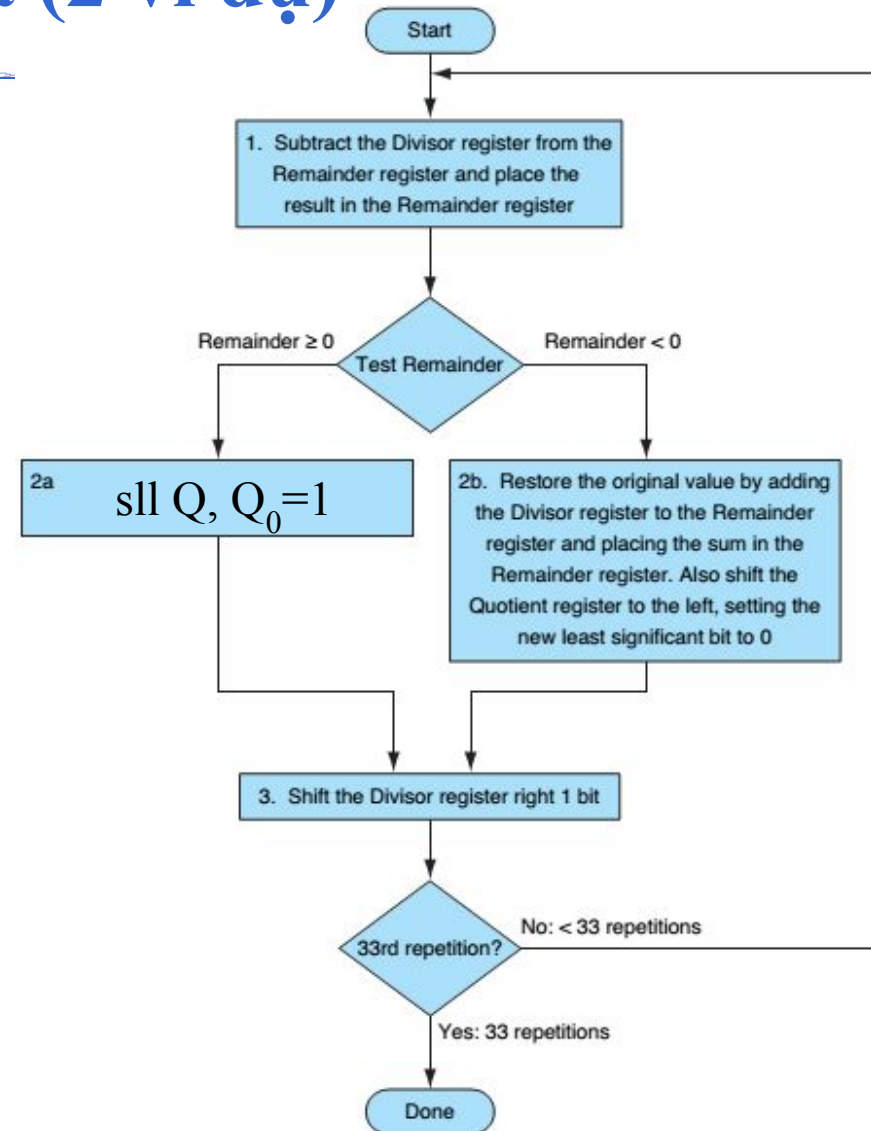 (2 ví dụ)
Start
1. Subtract the Divisor register from the
Remainder register and place the
result in the Remainder register
Remainder ≥ 0
Remainder < 0
Test Remainder
2a
sll Q, Q₀=1
2b. Restore the original value by adding
the Divisor register to the Remainder
register and placing the sum in the
Remainder register. Also shift the
Quotient register to the left, setting the
new least significant bit to 0
3. Shift the Divisor register right 1 bit
No: < 33 repetitions
33rd repetition?
Yes: 33 repetitions
Done